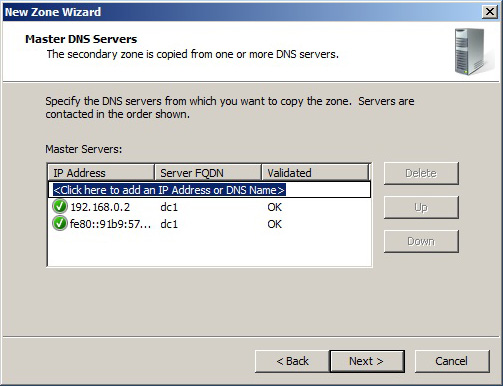 New Zone Wizard
Master DNS Servers
The secondary zone is copied from one or more DNS servers.
Specify the DNS servers from which you want to copy the zone. Servers are
contacted in the order shown.
Master Servers:
IP Address Server FQDN Validated
<Click here to add an IP Address or DNS Name>
192.168.0.2 dc1 OK
fe80::91b9:57... dc1 OK
Delete
Up
Down
< Back Next > Cancel